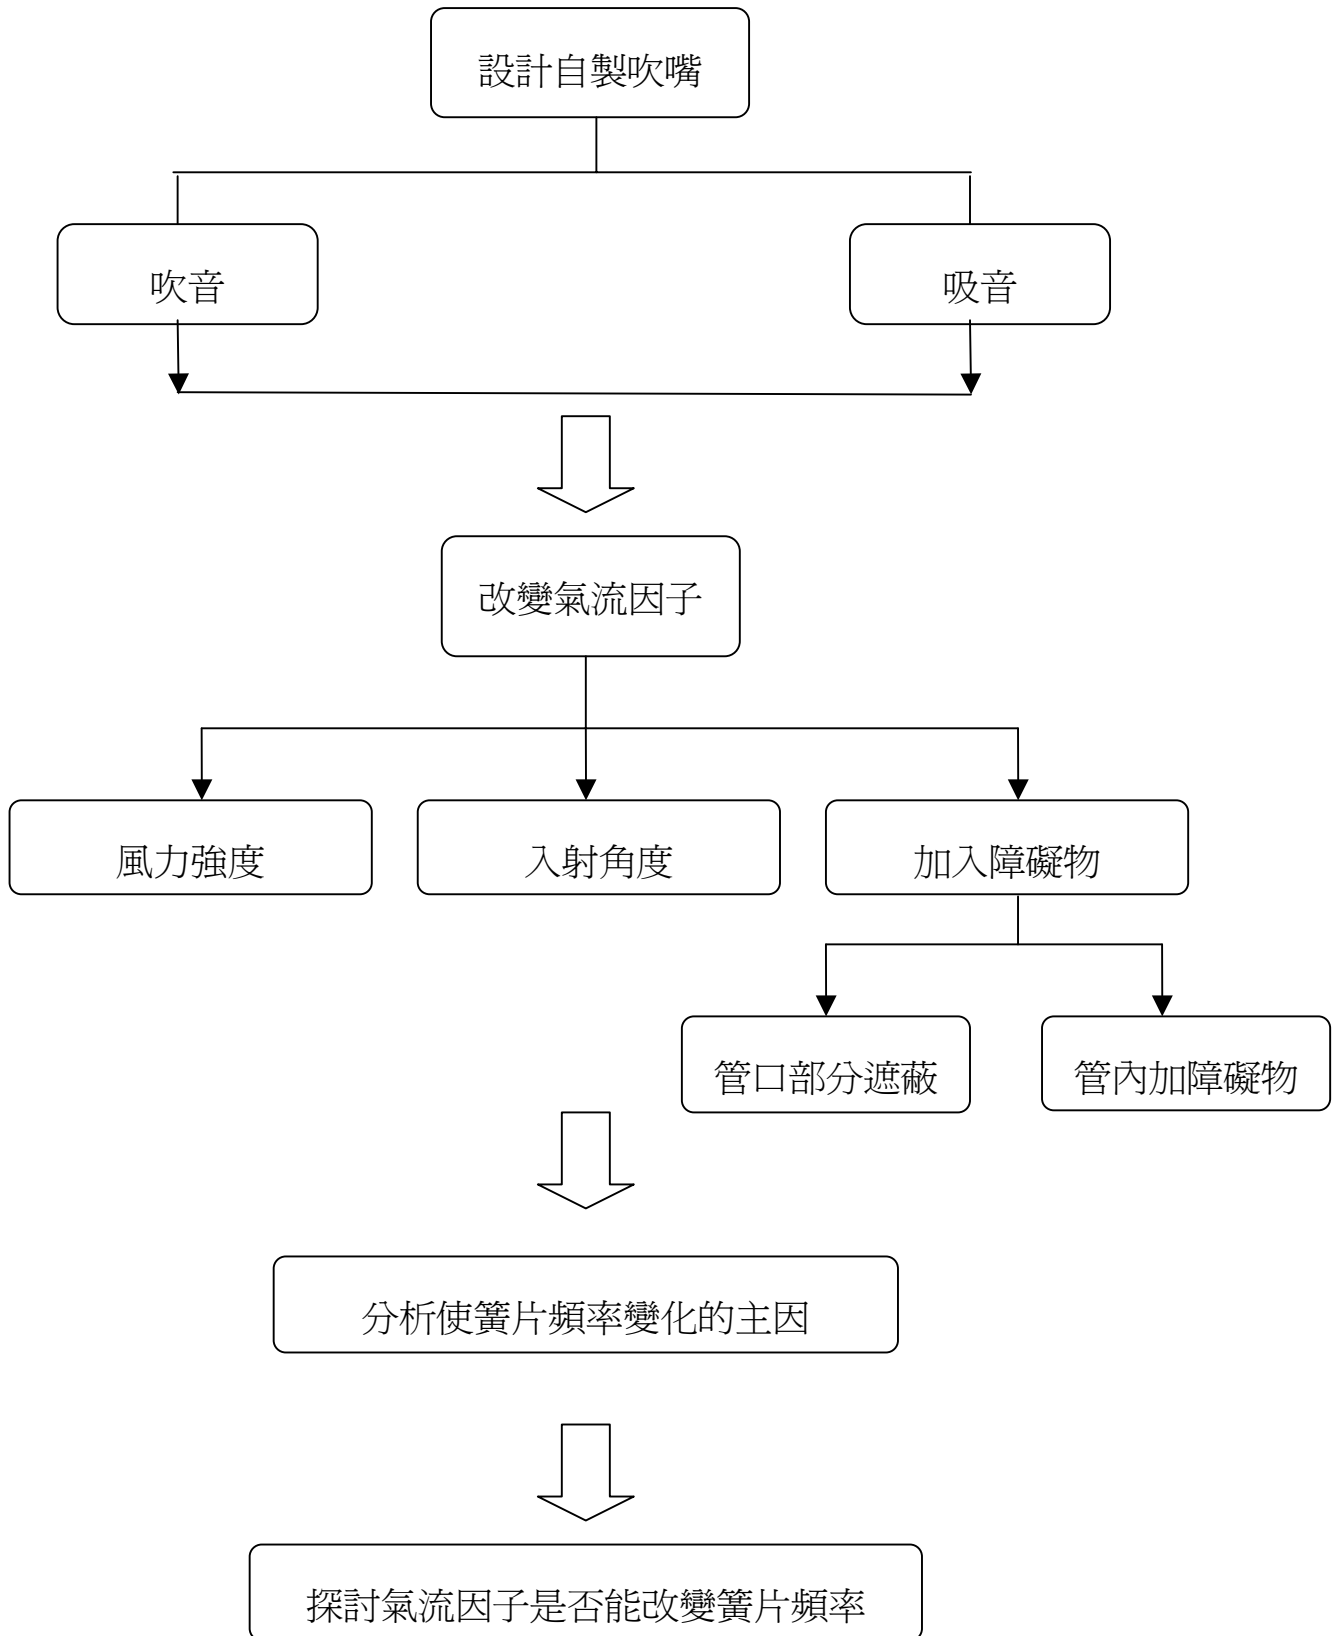 設計自製吹嘴
吹音
吸音
改變氣流因子
風力強度
入射角度
加入障礙物
管口部分遮蔽
管內加障礙物
分析使簧片頻率變化的主因
探討氣流因子是否能改變簧片頻率